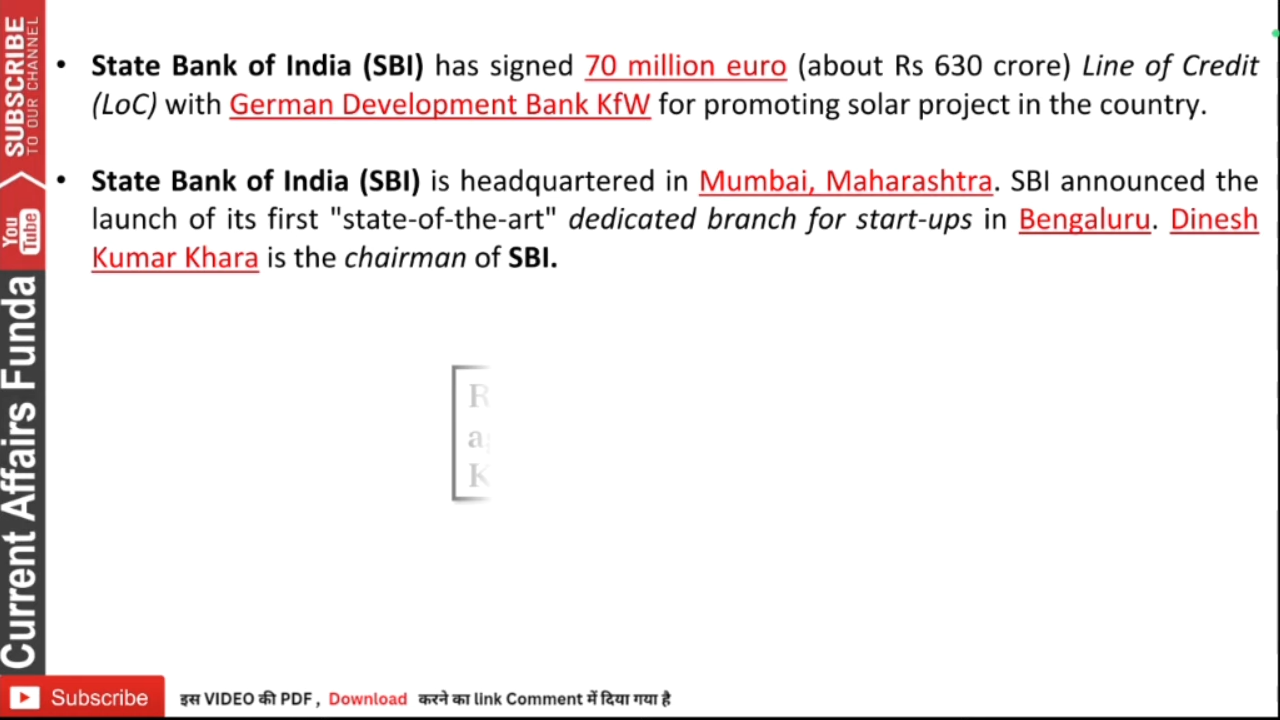 • State Bank of India (SBI) has signed 70 million euro (about Rs 630 crore) Line of Credit
(LoC) with German Development Bank KfW for promoting solar project in the country.
• State Bank of India (SBI) is headquartered in Mumbai, Maharashtra. SBI announced the
launch of its first "state-of-the-art" dedicated branch for start-ups in Bengaluru. Dinesh
Kumar Khara is the chairman of SBI.
SUBSCRIBE
TO OUR CHANNEL
You
Tube
Current Affairs Funda
Subscribe
इस VIDEO की PDF , Download करने का link Comment में दिया गया है